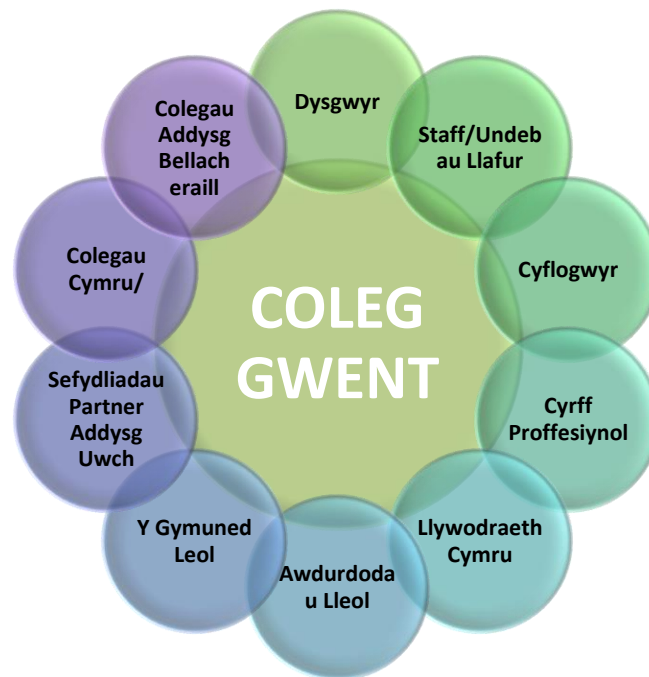 Dysgwyr
Staff/Undeb
au Llafur
Cyflogwyr
Cyrff
Proffesiynol
Llywodraeth
Cymru
Awdurdoda
u Lleol
Y Gymuned
Leol
Sefydliadau
Partner
Addysg
Uwch
Colegau
Cymru/
Colegau
Addysg
Bellach
eraill
COLEG
GWENT